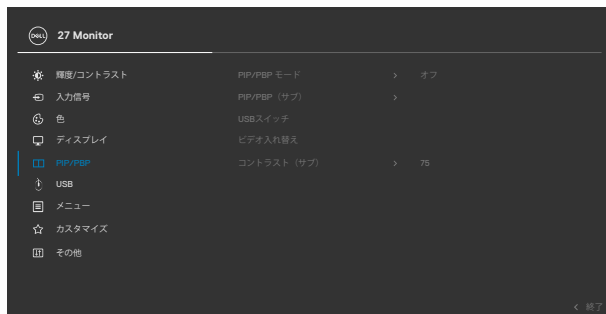 DELL 27 Monitor
輝度/コントラスト PIP/PBP モード > オフ
入力信号 PIP/PBP（サブ） >
色 USBスイッチ
ディスプレイ ビデオ入れ替え
PIP/PBP コントラスト（サブ） > 75
USB
メニュー
カスタマイズ
その他
< 終了